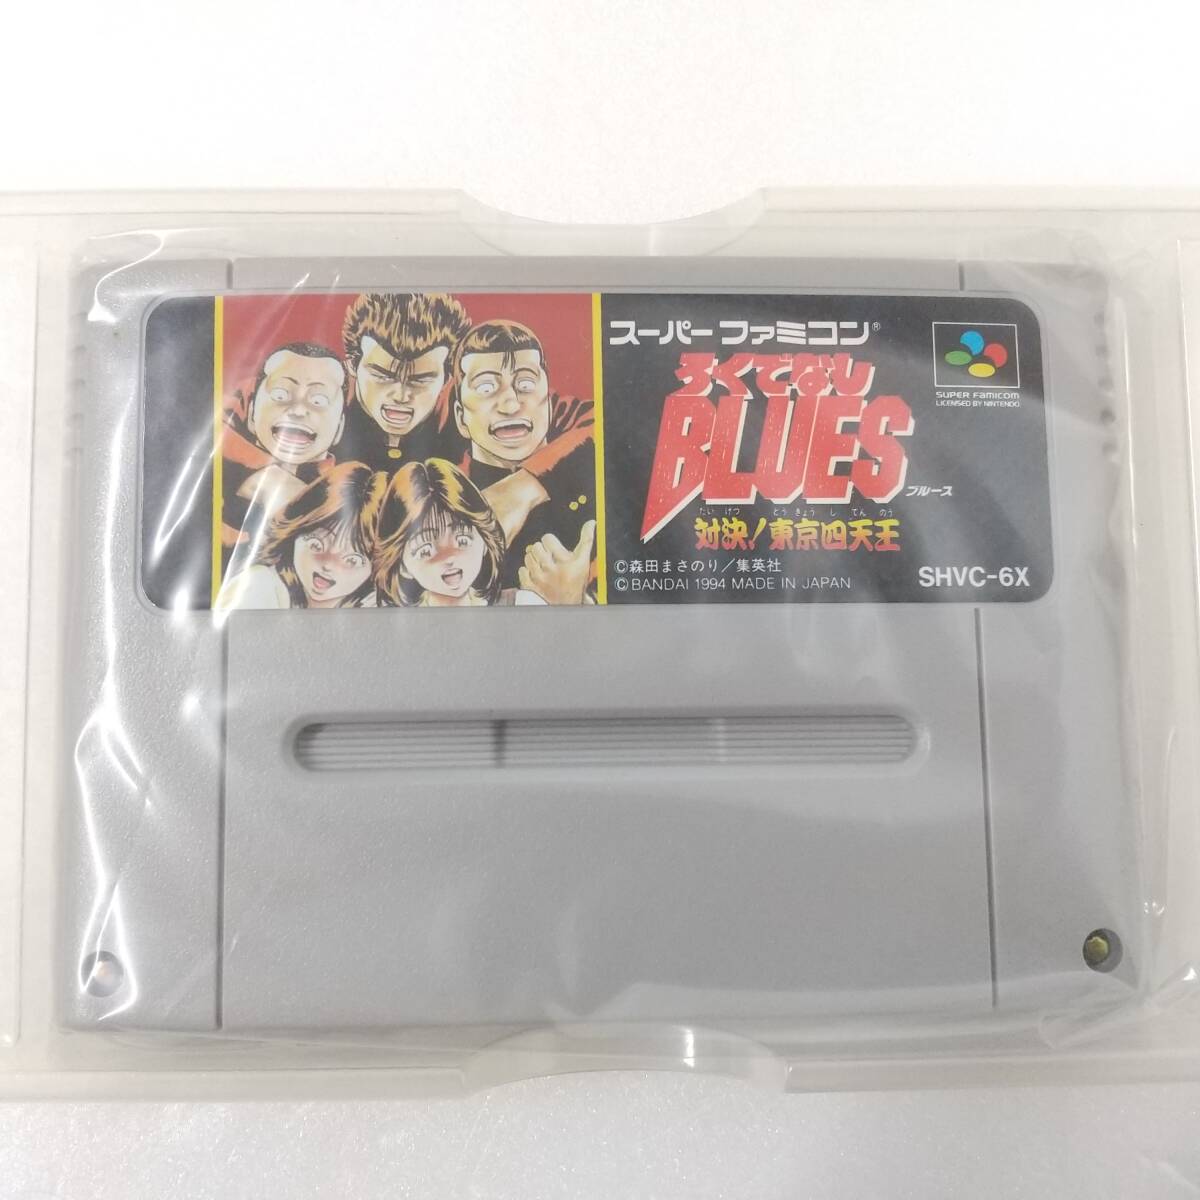 スーパーファミコン®
ろくでなし
BLUES
ブルース
たいけつ とうきょうしてんのう
対決!東京四天王
©森田まさのり/集英社
©BANDAI 1994 MADE IN JAPAN
SUPER FAMICOM
LICENSED BY NINTENDO
SHVC-6X